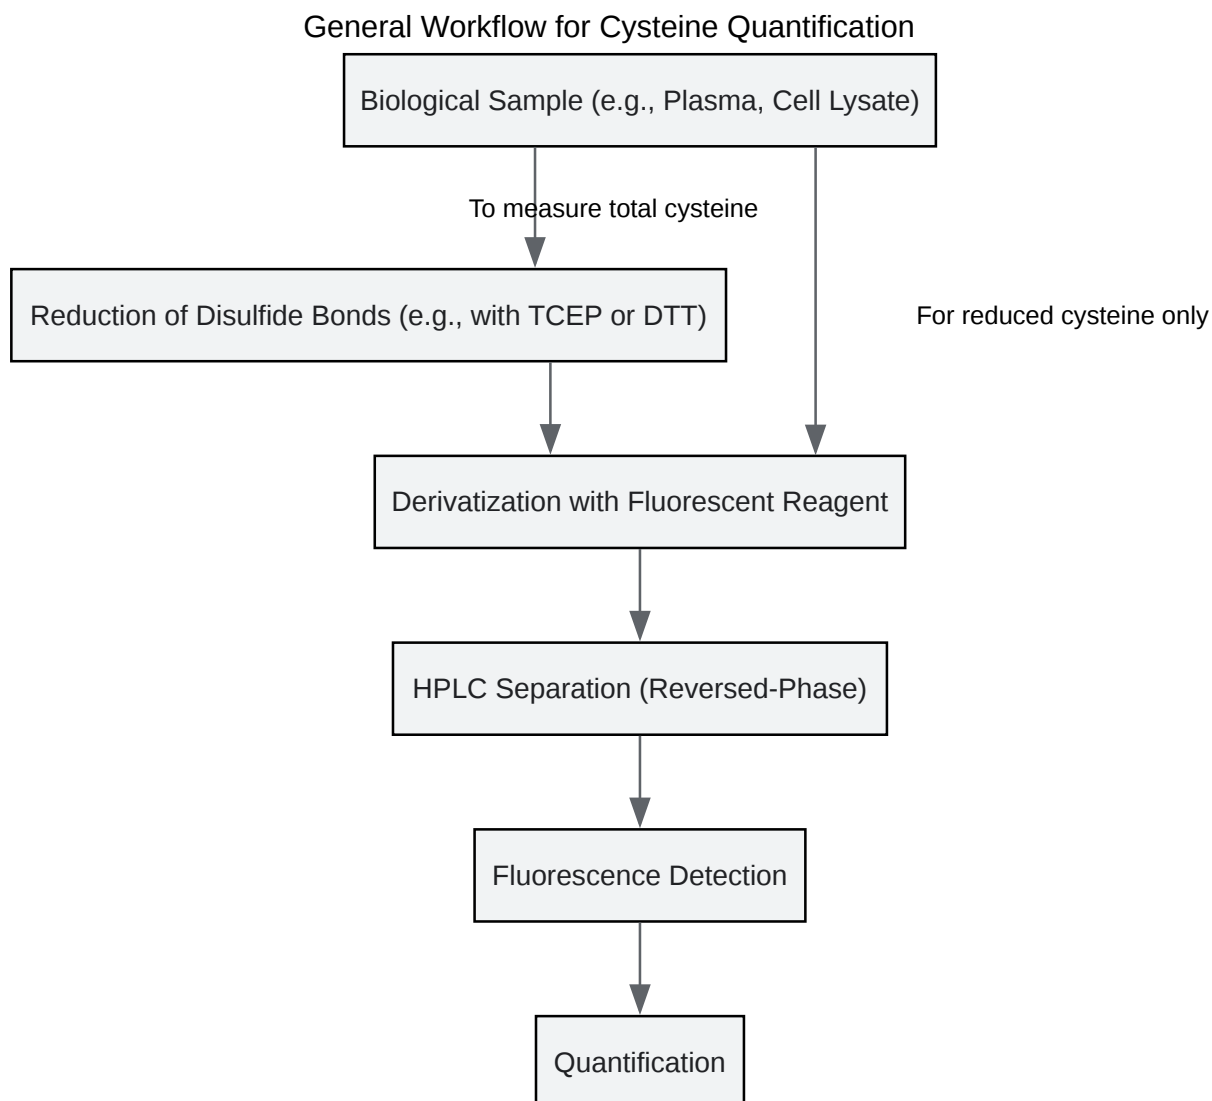 General Workflow for Cysteine Quantification
Biological Sample (e.g., Plasma, Cell Lysate)
To measure total cysteine
Reduction of Disulfide Bonds (e.g., with TCEP or DTT)
For reduced cysteine only
Derivatization with Fluorescent Reagent
HPLC Separation (Reversed-Phase)
Fluorescence Detection
Quantification